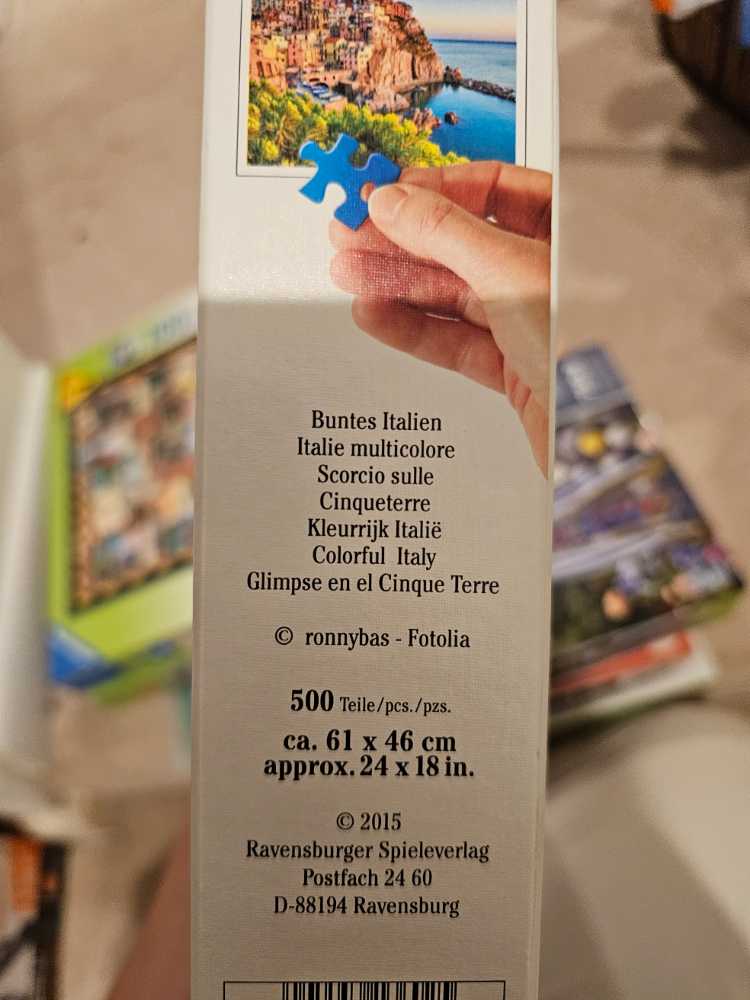 Buntes Italien
Italie multicolore
Scorcio sulle
Cinqueterre
Kleurrijk Italië
Colorful Italy
Glimpse en el Cinque Terre
© ronnybas - Fotolia
500 Teile/pcs./pzs.
ca. 61 x 46 cm
approx. 24 x 18 in.
© 2015
Ravensburger Spieleverlag
Postfach 24 60
D-88194 Ravensburg